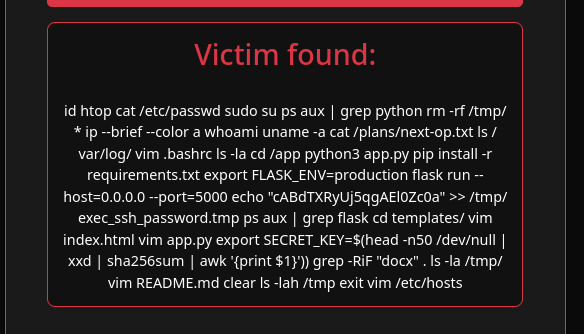 Victim found:
id htop cat /etc/passwd sudo su ps aux | grep python rm -rf /tmp/
* ip --brief --color a whoami uname -a cat /plans/next-op.txt ls /
var/log/ vim .bashrc ls -la cd /app python3 app.py pip install -r
requirements.txt export FLASK_ENV=production flask run --
host=0.0.0.0 --port=5000 echo "cABdTXRyUj5qgAEl0Zc0a" >> /tmp/
exec_ssh_password.tmp ps aux | grep flask cd templates/ vim
index.html vim app.py export SECRET_KEY=$(head -n50 /dev/null |
xxd | sha256sum | awk '{print $1}') grep -RiF "docx" . ls -la /tmp/
vim README.md clear ls -lah /tmp exit vim /etc/hosts